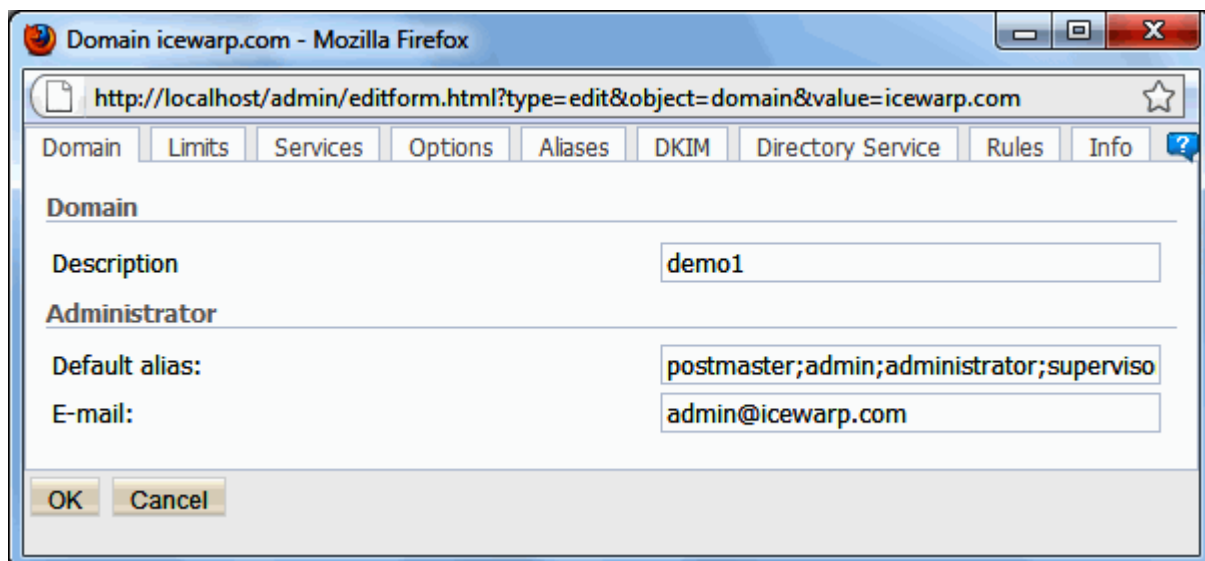 Domain icewarp.com - Mozilla Firefox
http://localhost/admin/editform.html?type=edit&object=domain&value=icewarp.com
Domain Limits Services Options Aliases DKIM Directory Service Rules Info ?
Domain
Description demo1
Administrator
Default alias: postmaster;admin;administrator;superviso
E-mail: admin@icewarp.com
OK Cancel